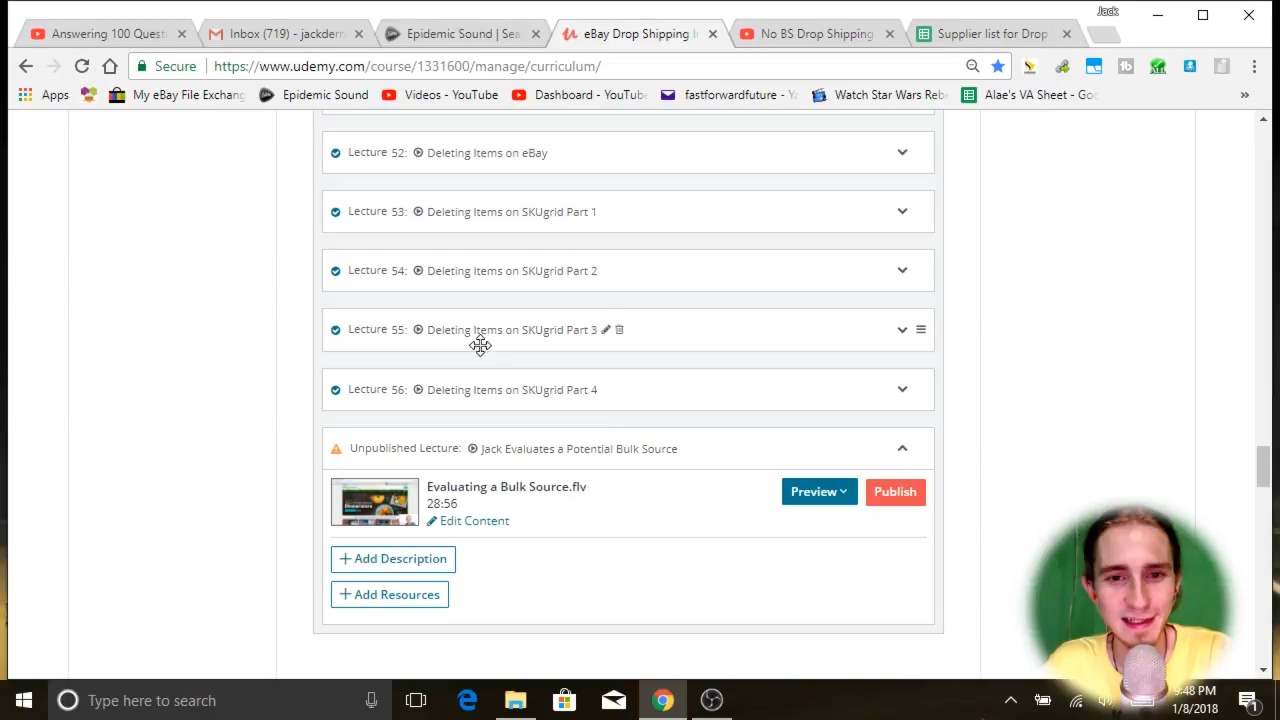 Jack
Answering 100 Quest
Inbox (719) - jackdern
Epidemic Sound | Sea
eBay Drop Shipping I
No BS Drop Shipping
Supplier list for Drop
Secure
https://www.udemy.com/course/1331600/manage/curriculum/
Apps
My eBay File Exchang
Epidemic Sound
Videos - YouTube
Dashboard - YouTube
fastforwardfuture - Ya
Watch Star Wars Rebe
Alae's VA Sheet - Goo
»
Lecture 52: Deleting Items on eBay
Lecture 53: Deleting Items on SKUgrid Part 1
Lecture 54: Deleting Items on SKUgrid Part 2
Lecture 55: Deleting Items on SKUgrid Part 3
Lecture 56: Deleting Items on SKUgrid Part 4
Unpublished Lecture: Jack Evaluates a Potential Bulk Source
Evaluating a Bulk Source.flv
28:56
Edit Content
Preview
Publish
+ Add Description
+ Add Resources
Type here to search
9:48 PM
1/8/2018
1